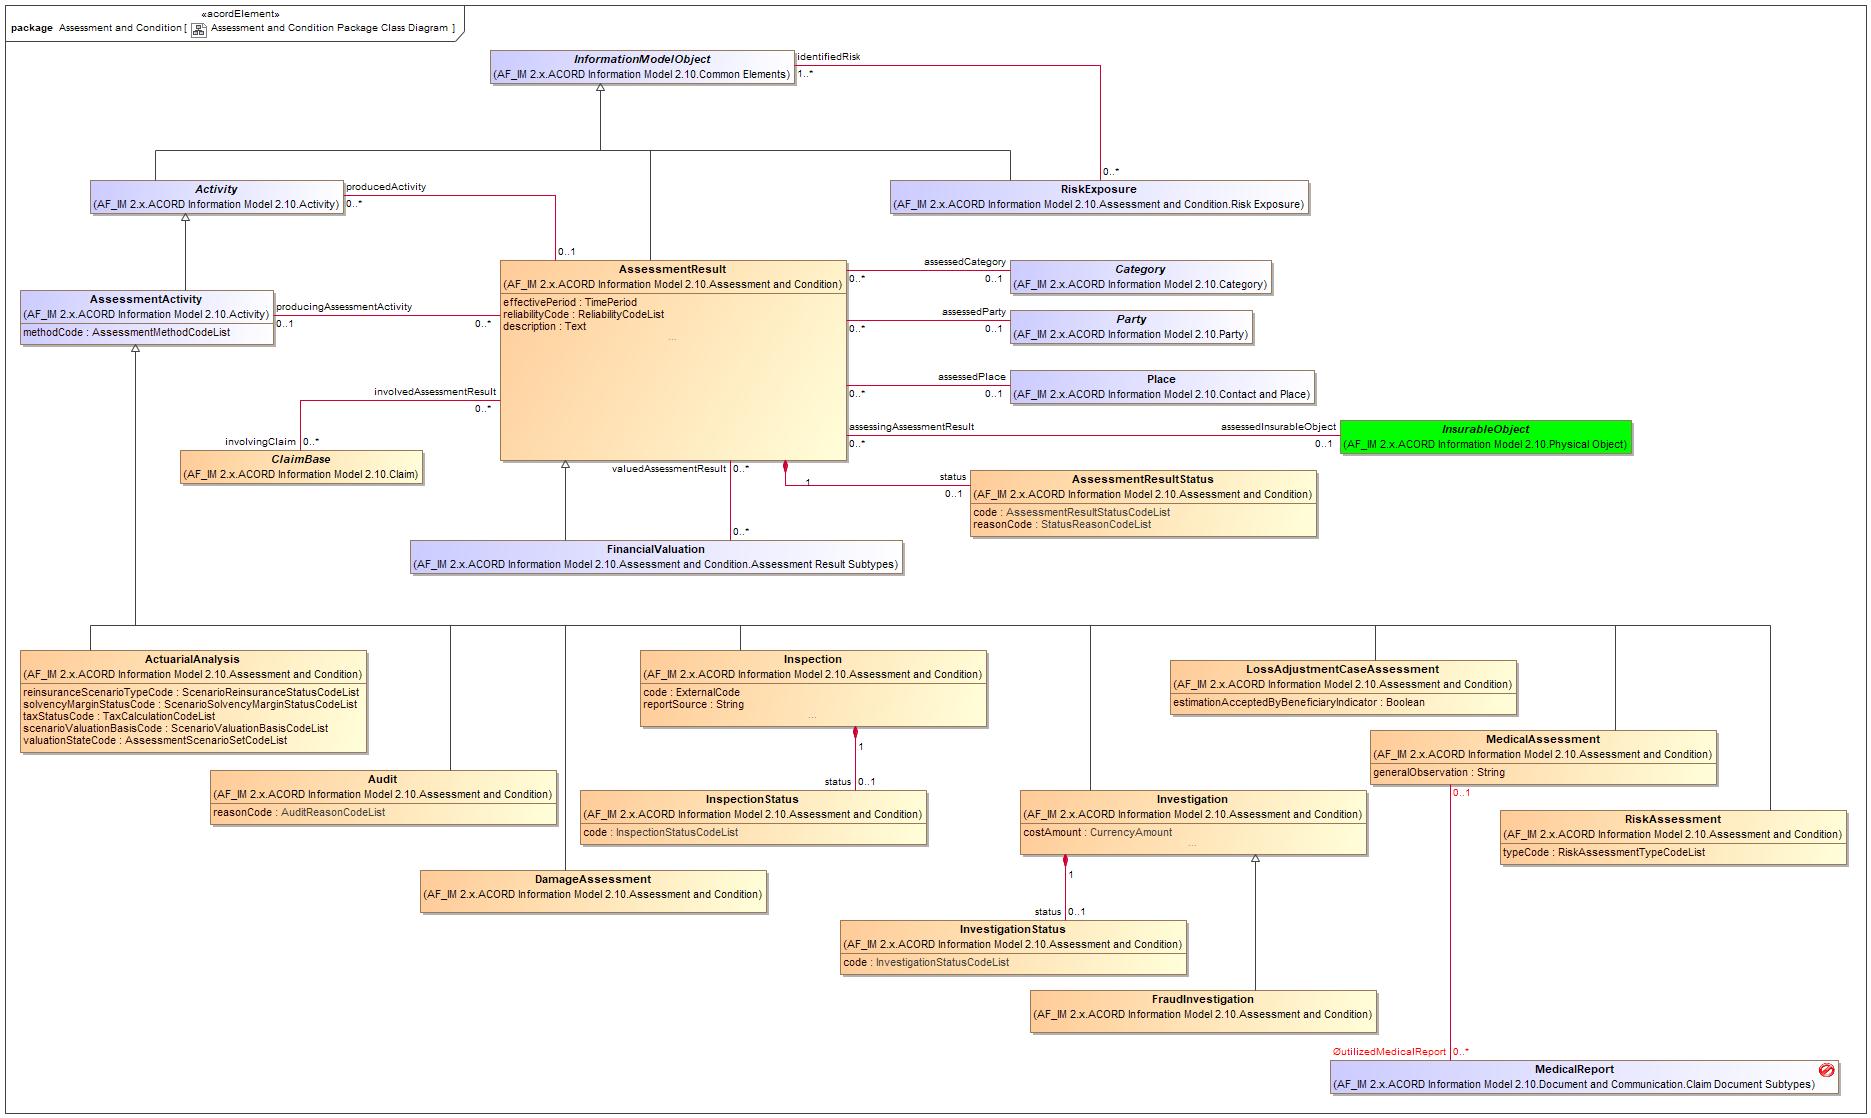 «acordElement»
package Assessment and Condition [ Assessment and Condition Package Class Diagram ]
InformationModelObject
(AF_IM 2.x.ACORD Information Model 2.10.Common Elements)
identifiedRisk
1..*
0..*
Activity
(AF_IM 2.x.ACORD Information Model 2.10.Activity)
producedActivity
0..*
0..1
RiskExposure
(AF_IM 2.x.ACORD Information Model 2.10.Assessment and Condition.Risk Exposure)
AssessmentResult
(AF_IM 2.x.ACORD Information Model 2.10.Assessment and Condition)
effectivePeriod : TimePeriod
reliabilityCode : ReliabilityCodeList
description : Text
...
assessedCategory
0..*
0..1
Category
(AF_IM 2.x.ACORD Information Model 2.10.Category)
AssessmentActivity
(AF_IM 2.x.ACORD Information Model 2.10.Activity)
methodCode : AssessmentMethodCodeList
producingAssessmentActivity
0..1
0..*
assessedParty
0..*
0..1
Party
(AF_IM 2.x.ACORD Information Model 2.10.Party)
assessedPlace
0..*
0..1
Place
(AF_IM 2.x.ACORD Information Model 2.10.Contact and Place)
involvedAssessmentResult
0..*
involvingClaim
0..*
ClaimBase
(AF_IM 2.x.ACORD Information Model 2.10.Claim)
assessingAssessmentResult
0..*
assessedInsurableObject
0..1
InsurableObject
(AF_IM 2.x.ACORD Information Model 2.10.Physical Object)
valuedAssessmentResult
0..*
0..*
1
status
0..1
AssessmentResultStatus
(AF_IM 2.x.ACORD Information Model 2.10.Assessment and Condition)
code : AssessmentResultStatusCodeList
reasonCode : StatusReasonCodeList
FinancialValuation
(AF_IM 2.x.ACORD Information Model 2.10.Assessment and Condition.Assessment Result Subtypes)
ActuarialAnalysis
(AF_IM 2.x.ACORD Information Model 2.10.Assessment and Condition)
reinsuranceScenarioTypeCode : ScenarioReinsuranceStatusCodeList
solvencyMarginStatusCode : ScenarioSolvencyMarginStatusCodeList
taxStatusCode : TaxCalculationCodeList
scenarioValuationBasisCode : ScenarioValuationBasisCodeList
valuationStateCode : AssessmentScenarioSetCodeList
Inspection
(AF_IM 2.x.ACORD Information Model 2.10.Assessment and Condition)
code : ExternalCode
reportSource : String
...
1
status
0..1
LossAdjustmentCaseAssessment
(AF_IM 2.x.ACORD Information Model 2.10.Assessment and Condition)
estimationAcceptedByBeneficiaryIndicator : Boolean
MedicalAssessment
(AF_IM 2.x.ACORD Information Model 2.10.Assessment and Condition)
generalObservation : String
0..1
Audit
(AF_IM 2.x.ACORD Information Model 2.10.Assessment and Condition)
reasonCode : AuditReasonCodeList
InspectionStatus
(AF_IM 2.x.ACORD Information Model 2.10.Assessment and Condition)
code : InspectionStatusCodeList
Investigation
(AF_IM 2.x.ACORD Information Model 2.10.Assessment and Condition)
costAmount : CurrencyAmount
...
1
status
0..1
RiskAssessment
(AF_IM 2.x.ACORD Information Model 2.10.Assessment and Condition)
typeCode : RiskAssessmentTypeCodeList
DamageAssessment
(AF_IM 2.x.ACORD Information Model 2.10.Assessment and Condition)
InvestigationStatus
(AF_IM 2.x.ACORD Information Model 2.10.Assessment and Condition)
code : InvestigationStatusCodeList
FraudInvestigation
(AF_IM 2.x.ACORD Information Model 2.10.Assessment and Condition)
ØutilizedMedicalReport
0..*
MedicalReport
(AF_IM 2.x.ACORD Information Model 2.10.Document and Communication.Claim Document Subtypes)